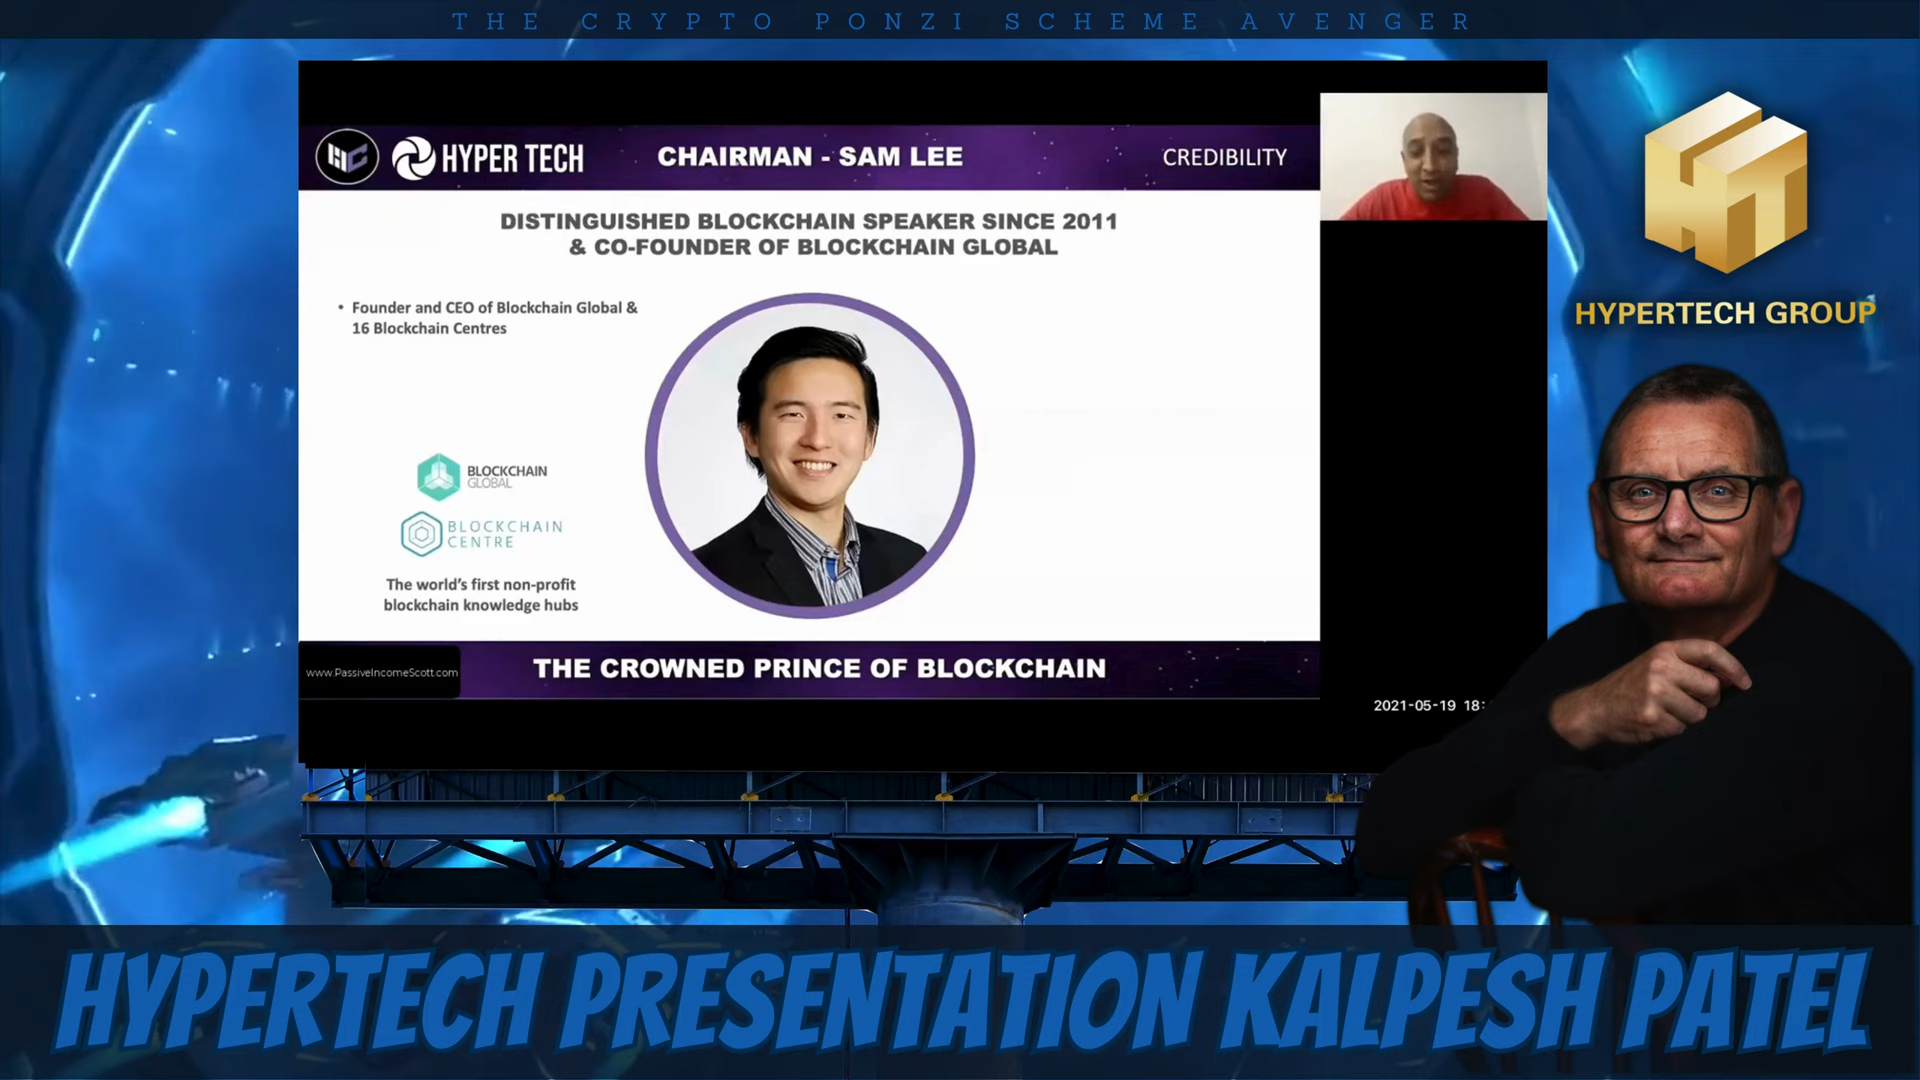 THE CRYPTO PONZI SCHEME AVENGER
HC
HYPER TECH
CHAIRMAN - SAM LEE
CREDIBILITY
DISTINGUISHED BLOCKCHAIN SPEAKER SINCE 2011
& CO-FOUNDER OF BLOCKCHAIN GLOBAL
• Founder and CEO of Blockchain Global &
16 Blockchain Centres
BLOCKCHAIN
GLOBAL
BLOCKCHAIN
CENTRE
The world's first non-profit
blockchain knowledge hubs
www.PassiveIncomeScott.com
THE CROWNED PRINCE OF BLOCKCHAIN
2021-05-19 18:
HT
HYPERTECH GROUP
HYPERTECH PRESENTATION KALPESH PATEL